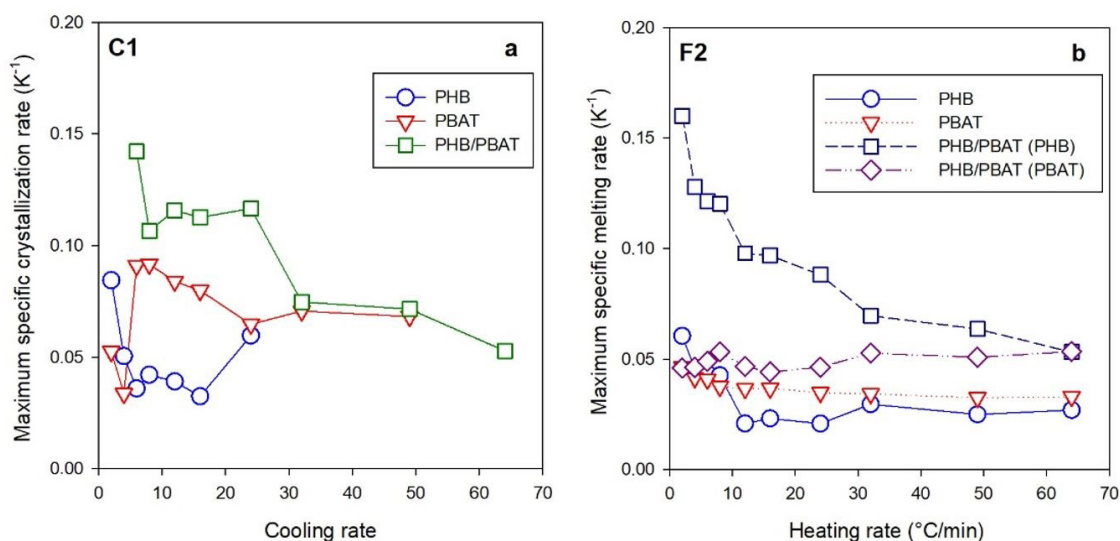 C1
a
PHB
PBAT
PHB/PBAT
Maximum specific crystallization rate (K⁻¹)
0.20
0.15
0.10
0.05
0.00
0 10 20 30 40 50 60 70
Cooling rate
F2
b
PHB
PBAT
PHB/PBAT (PHB)
PHB/PBAT (PBAT)
Maximum specific melting rate (K⁻¹)
0.20
0.15
0.10
0.05
0.00
0 10 20 30 40 50 60 70
Heating rate (°C/min)